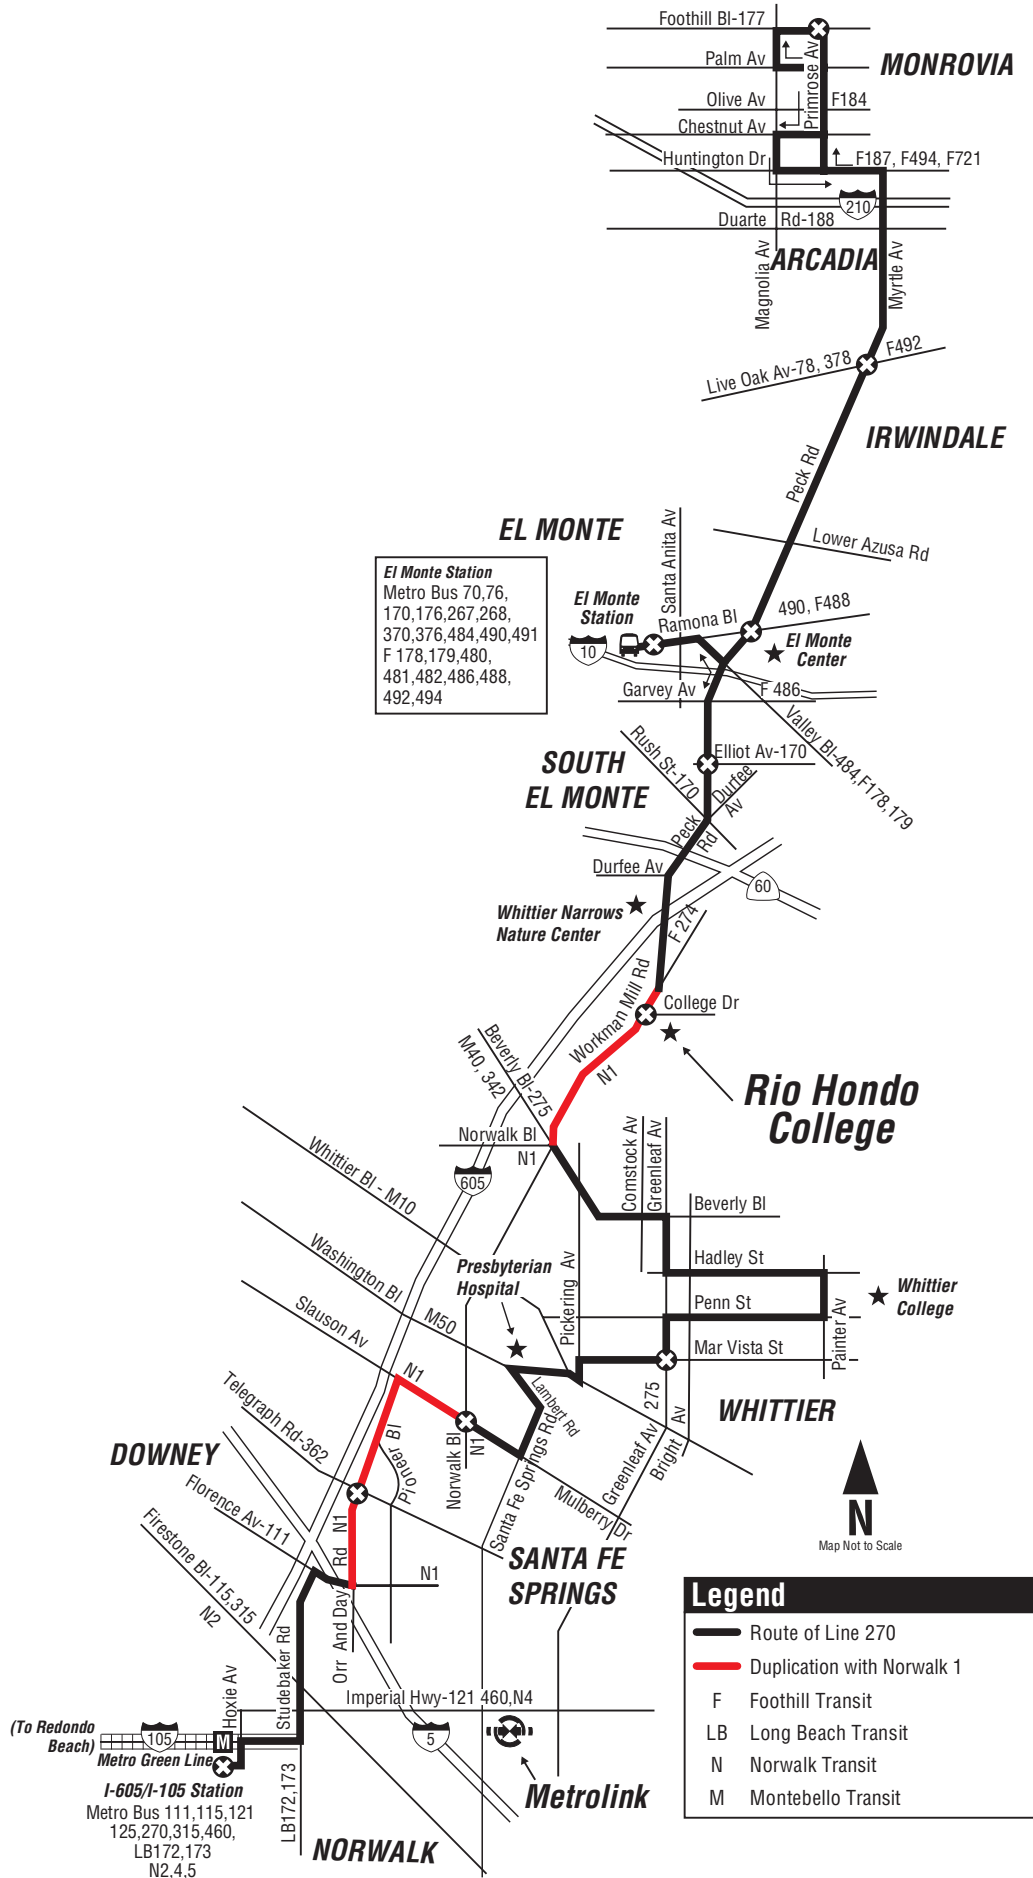 Foothill Bl-177
Palm Av
Primrose Av
MONROVIA
Olive Av
F184
Chestnut Av
Huntington Dr
F187, F494, F721
210
Duarte Rd-188
ARCADIA
Magnolia Av
Myrtle Av
F492
Live Oak Av-78, 378
IRWINDALE
Peck Rd
EL MONTE
Santa Anita Av
Lower Azusa Rd
El Monte Station
Metro Bus 70,76,
170,176,267,268,
370,376,484,490,491
F 178,179,480,
481,482,486,488,
492,494
El Monte
Station
Ramona Bl
490, F488
10
El Monte
Center
Garvey Av
F 486
Valley Bl-484,F178,179
Rush St-170
Elliot Av-170
SOUTH
EL MONTE
Durfee
Av
Peck
Rd
Durfee Av
60
Whittier Narrows
Nature Center
F 274
Workman Mill Rd
College Dr
N1
Beverly Bl-275
M40, 342
Rio Hondo
College
Norwalk Bl
N1
605
Whittier Bl - M10
Comstock Av
Greenleaf Av
Beverly Bl
Washington Bl
Presbyterian
Hospital
Pickering Av
Hadley St
Whittier
College
Penn St
Painter Av
Slauson Av
M50
Mar Vista St
N1
Lambert Rd
275
WHITTIER
Telegraph Rd-362
Pioneer Bl
Norwalk Bl
N1
Santa Fe Springs Rd
Greenleaf Av
Bright Av
Mulberry Dr
DOWNEY
Florence Av-111
Firestone Bl-115,315
N2
N1
Orr And Day Rd
N1
SANTA FE
SPRINGS
N
Map Not to Scale
Studebaker Rd
Hoxie Av
Imperial Hwy-121 460,N4
(To Redondo
Beach)
105
M
Metro Green Line
5
I-605/I-105 Station
Metro Bus 111,115,121
125,270,315,460,
LB172,173
N2,4,5
LB172,173
Metrolink
NORWALK
Legend
Route of Line 270
Duplication with Norwalk 1
F Foothill Transit
LB Long Beach Transit
N Norwalk Transit
M Montebello Transit